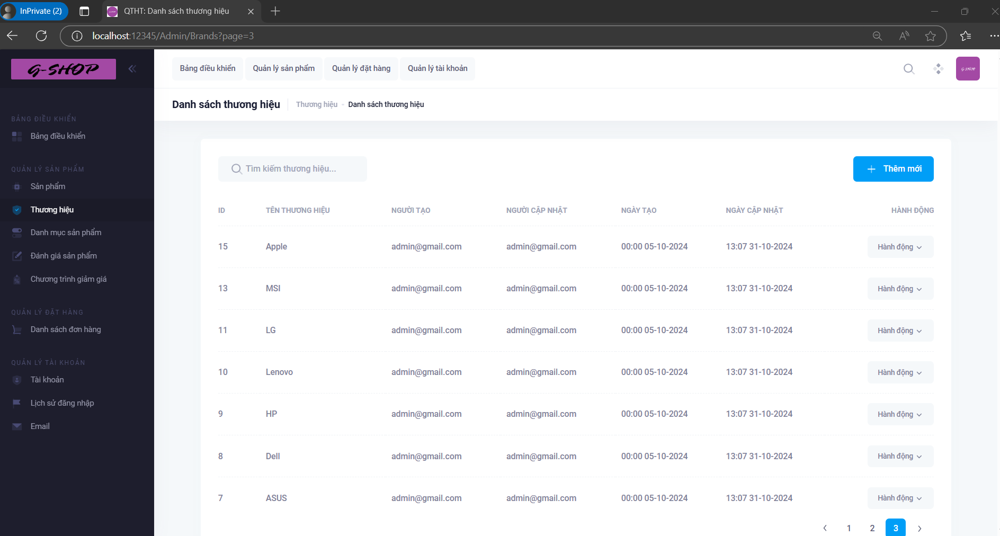 InPrivate (2)
QTHT: Danh sách thương hiệu
localhost:12345/Admin/Brands?page=3
G-SHOP
Bảng điều khiển
Quản lý sản phẩm
Quản lý đặt hàng
Quản lý tài khoản
G-SHOP
Danh sách thương hiệu
Thương hiệu - Danh sách thương hiệu
BẢNG ĐIỀU KHIỂN
Bảng điều khiển
QUẢN LÝ SẢN PHẨM
Sản phẩm
Thương hiệu
Danh mục sản phẩm
Đánh giá sản phẩm
Chương trình giảm giá
QUẢN LÝ ĐẶT HÀNG
Danh sách đơn hàng
QUẢN LÝ TÀI KHOẢN
Tài khoản
Lịch sử đăng nhập
Email
Tìm kiếm thương hiệu...
Thêm mới
ID TÊN THƯƠNG HIỆU NGƯỜI TẠO NGƯỜI CẬP NHẬT NGÀY TẠO NGÀY CẬP NHẬT HÀNH ĐỘNG
15 Apple admin@gmail.com admin@gmail.com 00:00 05-10-2024 13:07 31-10-2024 Hành động
13 MSI admin@gmail.com admin@gmail.com 00:00 05-10-2024 13:07 31-10-2024 Hành động
11 LG admin@gmail.com admin@gmail.com 00:00 05-10-2024 13:07 31-10-2024 Hành động
10 Lenovo admin@gmail.com admin@gmail.com 00:00 05-10-2024 13:07 31-10-2024 Hành động
9 HP admin@gmail.com admin@gmail.com 00:00 05-10-2024 13:07 31-10-2024 Hành động
8 Dell admin@gmail.com admin@gmail.com 00:00 05-10-2024 13:07 31-10-2024 Hành động
7 ASUS admin@gmail.com admin@gmail.com 00:00 05-10-2024 13:07 31-10-2024 Hành động
1 2 3